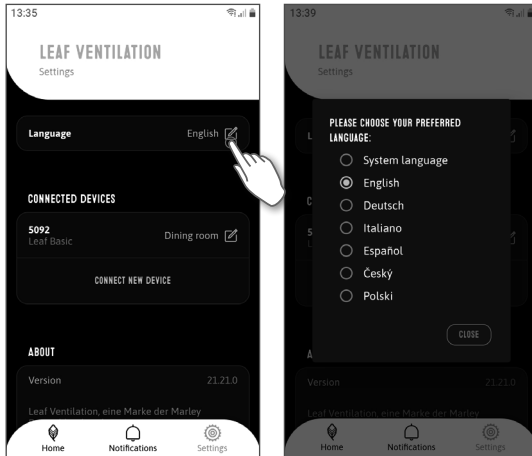 13:35
LEAF VENTILATION
Settings
Language English
CONNECTED DEVICES
5092 Dining room
Leaf Basic
CONNECT NEW DEVICE
ABOUT
Version 21.21.0
Leaf Ventilation, eine Marke der Marley
Home Notifications Settings
13:39
LEAF VENTILATION
Settings
L
PLEASE CHOOSE YOUR PREFERRED
LANGUAGE:
System language
English
Deutsch
Italiano
Español
Český
Polski
CLOSE
C
5
Le
A
Version 21.21.0
Leaf Ventilation, eine Marke der Marley
Home Notifications Settings